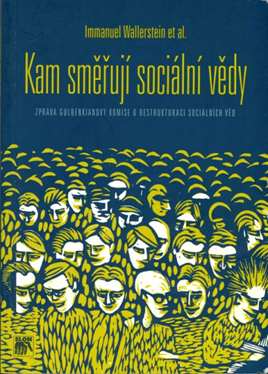 Immanuel Wallerstein et al.
Kam směřují sociální vědy
ZPRÁVA GULBENKIANOVY KOMISE O RESTRUKTURACI SOCIÁLNÍCH VĚD
SLON